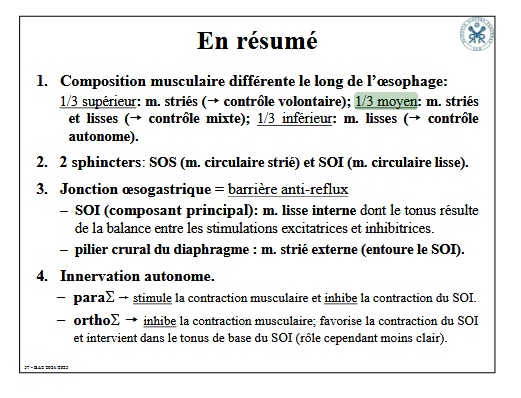 En résumé
1. Composition musculaire différente le long de l'œsophage:
1/3 supérieur: m. striés (→ contrôle volontaire); 1/3 moyen: m. striés
et lisses (→ contrôle mixte); 1/3 inférieur: m. lisses (→ contrôle
autonome).
2. 2 sphincters: SOS (m. circulaire strié) et SOI (m. circulaire lisse).
3. Jonction œsogastrique = barrière anti-reflux
– SOI (composant principal): m. lisse interne dont le tonus résulte
de la balance entre les stimulations excitatrices et inhibitrices.
– pilier crural du diaphragme : m. strié externe (entoure le SOI).
4. Innervation autonome.
– paraΣ → stimule la contraction musculaire et inhibe la contraction du SOI.
– orthoΣ → inhibe la contraction musculaire; favorise la contraction du SOI
et intervient dans le tonus de base du SOI (rôle cependant moins clair).